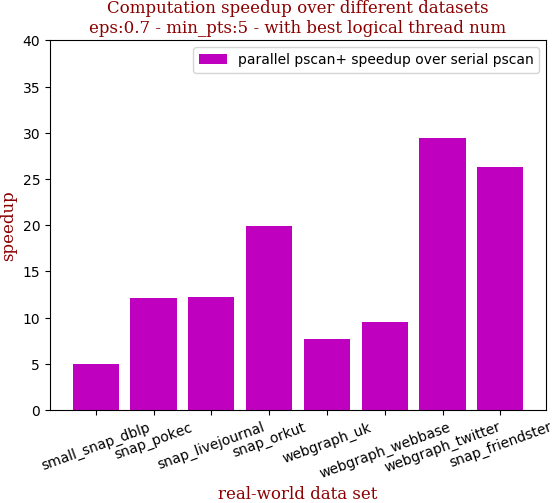 Computation speedup over different datasets
eps:0.7 - min_pts:5 - with best logical thread num
parallel pscan+ speedup over serial pscan
speedup
40
35
30
25
20
15
10
5
0
small_snap_dblp
snap_pokec
snap_livejournal
snap_orkut
webgraph_uk
webgraph_webbase
webgraph_twitter
snap_friendster
real-world data set